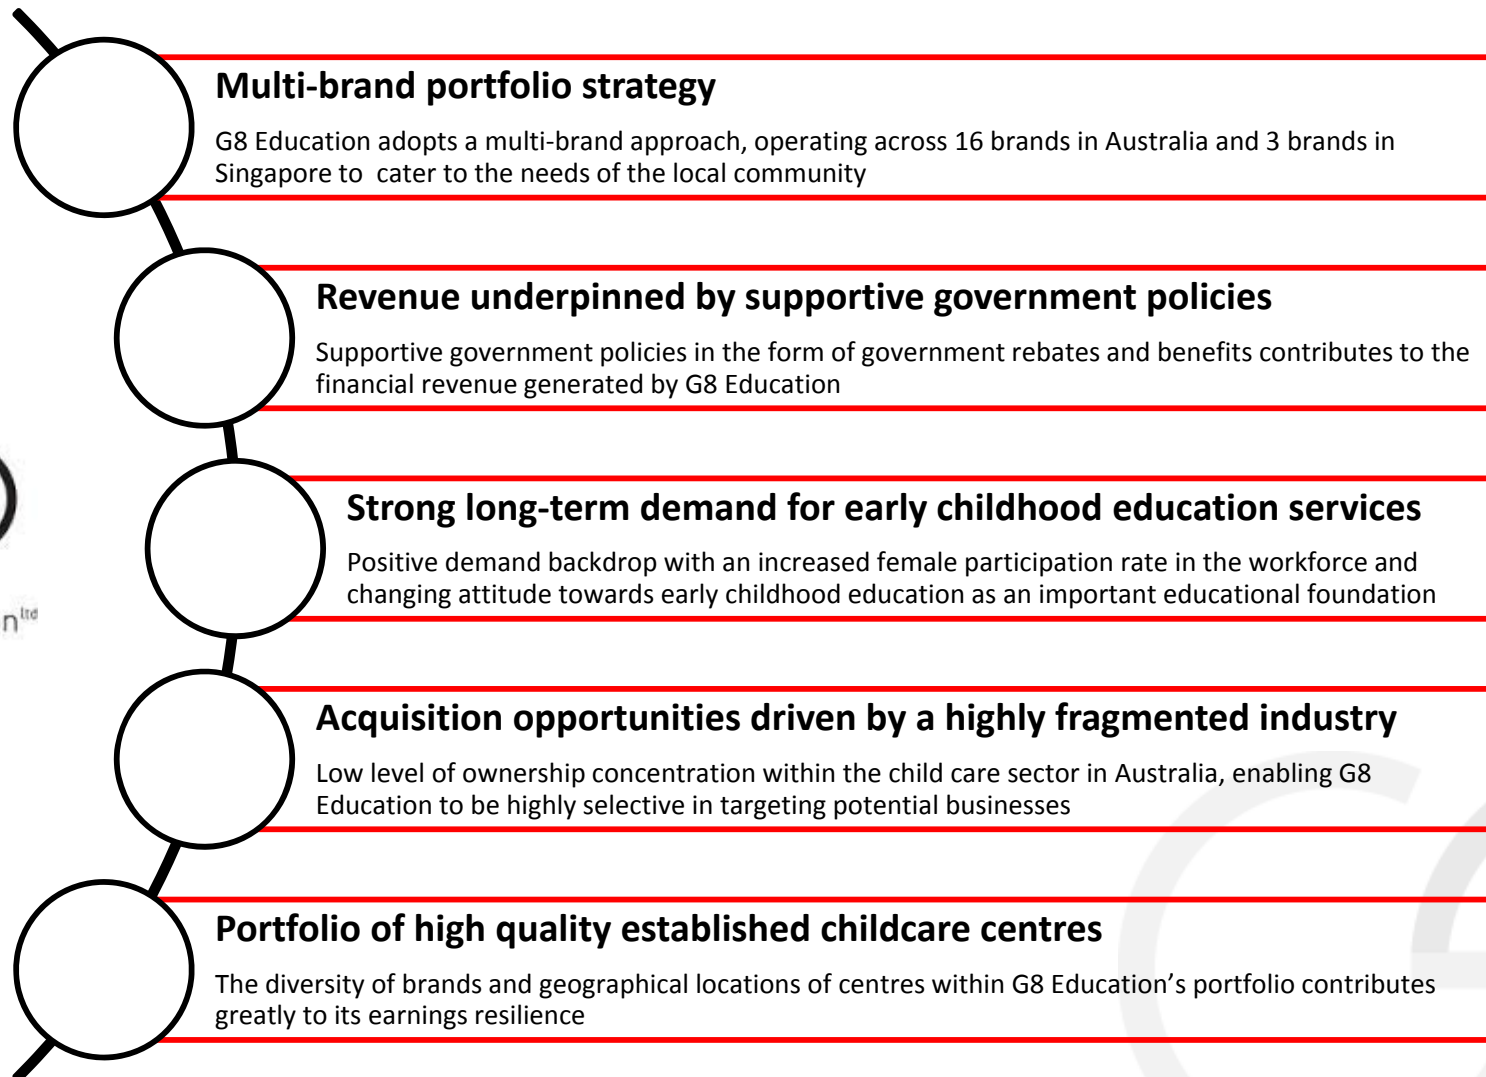 Multi-brand portfolio strategy
G8 Education adopts a multi-brand approach, operating across 16 brands in Australia and 3 brands in
Singapore to  cater to the needs of the local community
Revenue underpinned by supportive government policies
Supportive government policies in the form of government rebates and benefits contributes to the
financial revenue generated by G8 Education
Strong long-term demand for early childhood education services
Positive demand backdrop with an increased female participation rate in the workforce and
changing attitude towards early childhood education as an important educational foundation
n ltd
Acquisition opportunities driven by a highly fragmented industry
Low level of ownership concentration within the child care sector in Australia, enabling G8
Education to be highly selective in targeting potential businesses
Portfolio of high quality established childcare centres
The diversity of brands and geographical locations of centres within G8 Education’s portfolio contributes
greatly to its earnings resilience